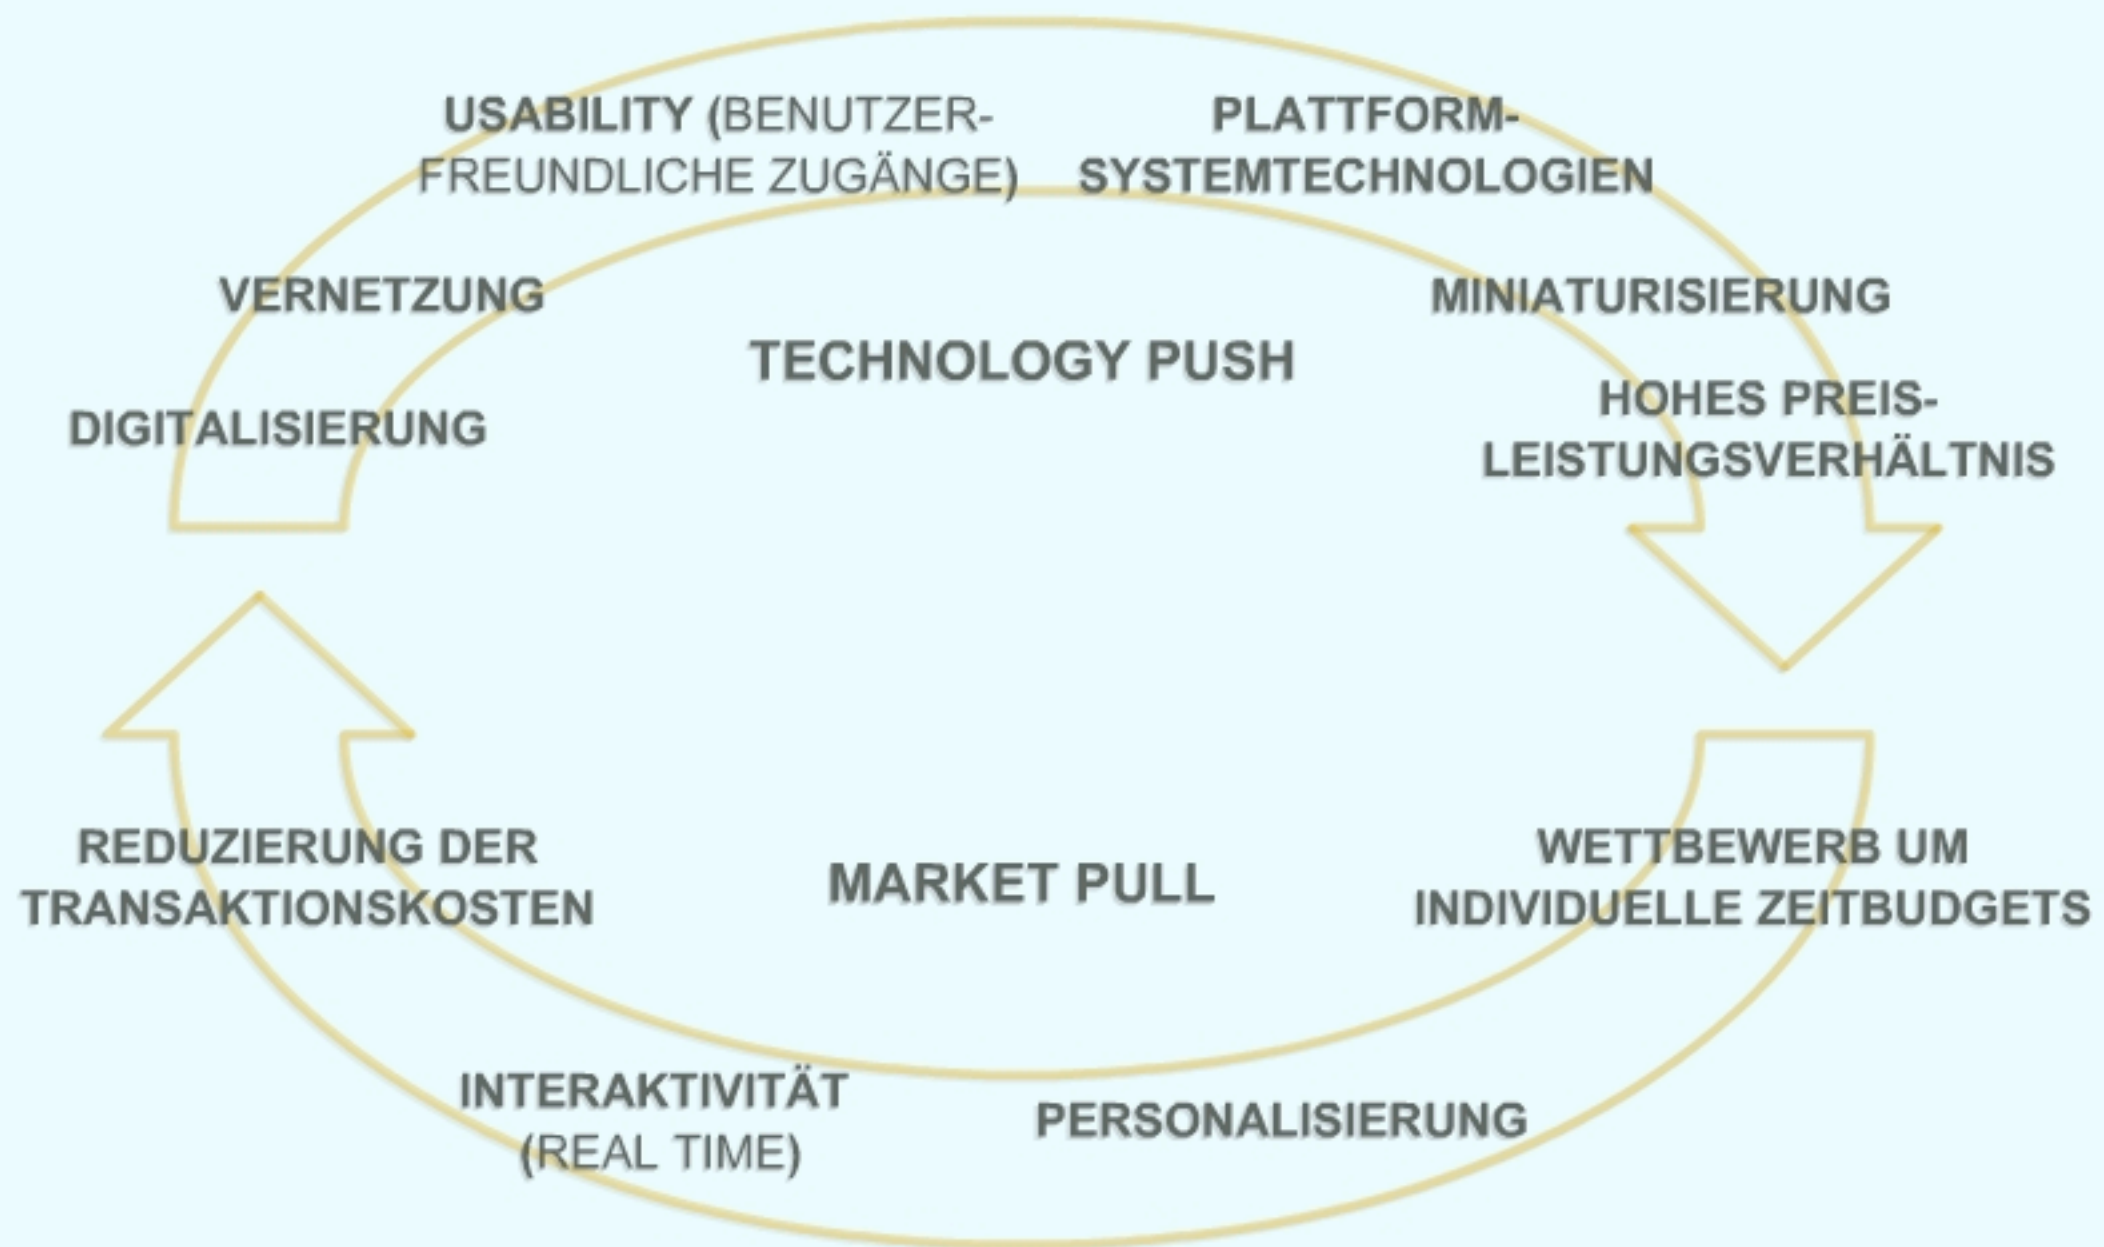 USABILITY (BENUTZER-
FREUNDLICHE ZUGÄNGE)
PLATTFORM-
SYSTEMTECHNOLOGIEN
VERNETZUNG
MINIATURISIERUNG
TECHNOLOGY PUSH
DIGITALISIERUNG
HOHES PREIS-
LEISTUNGSVERHÄLTNIS
REDUZIERUNG DER
TRANSAKTIONSKOSTEN
MARKET PULL
WETTBEWERB UM
INDIVIDUELLE ZEITBUDGETS
INTERAKTIVITÄT
(REAL TIME)
PERSONALISIERUNG